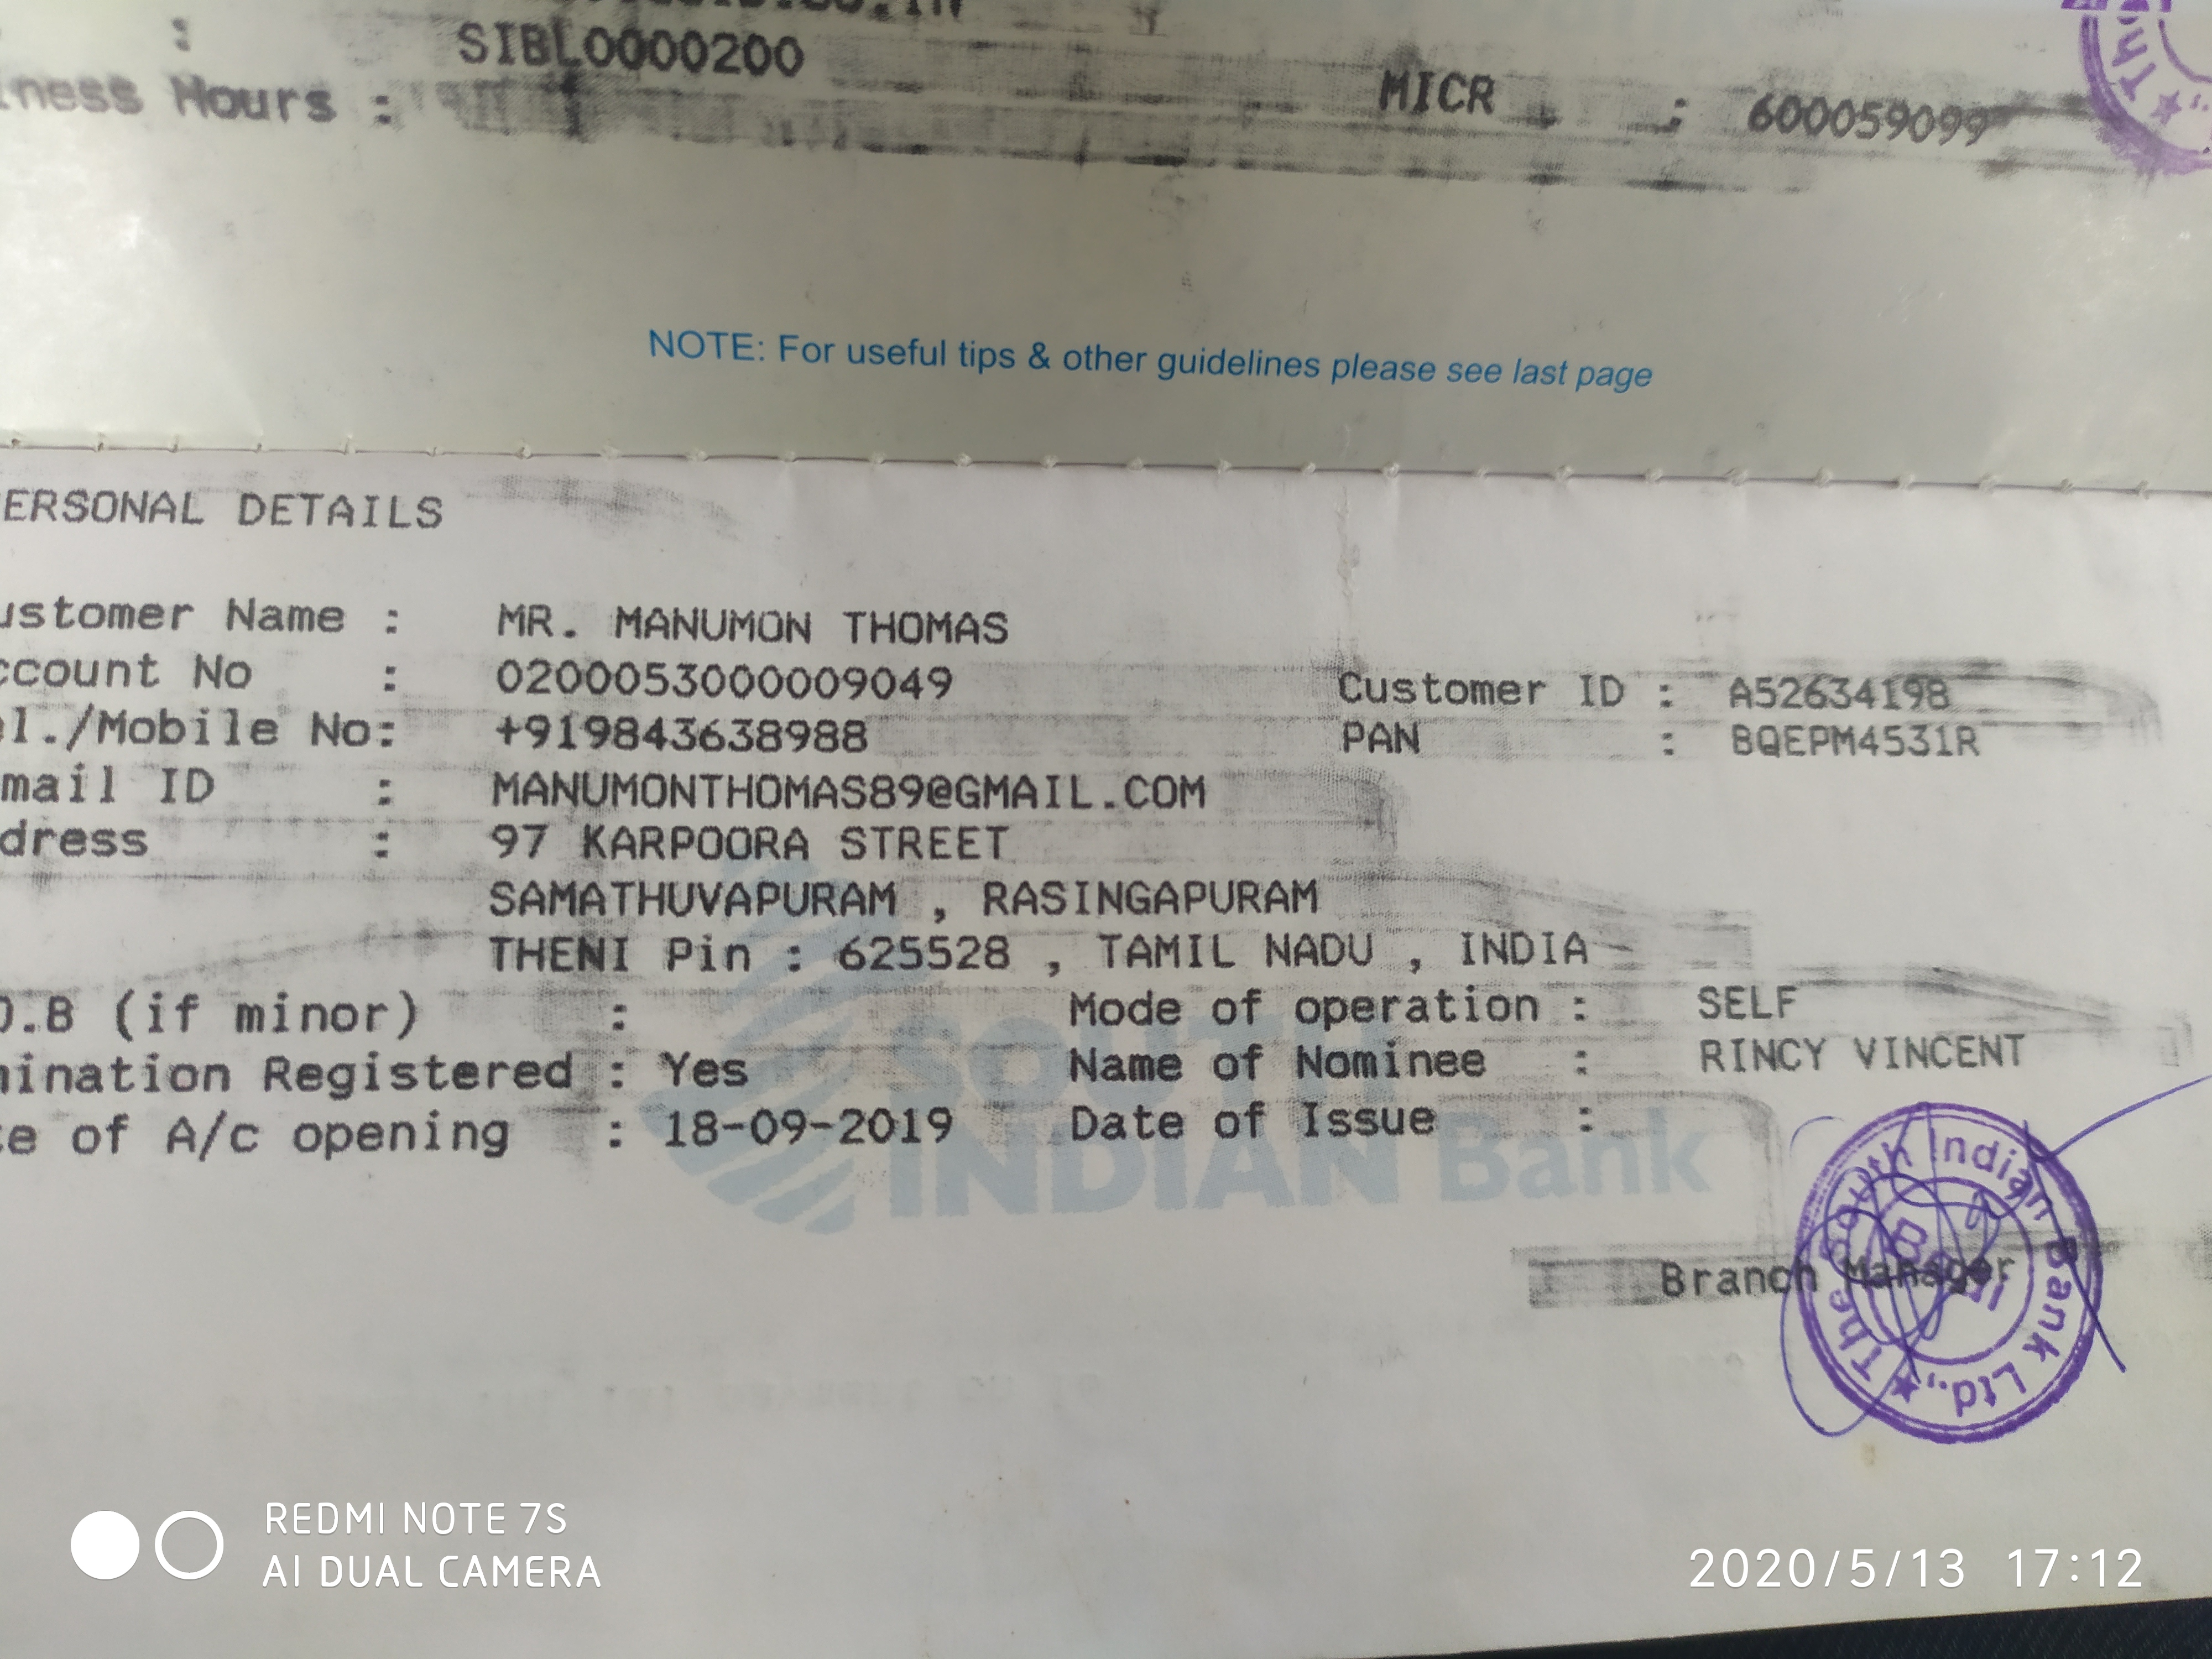 : SIBL0000200
iness Hours :
MICR : 600059099
NOTE: For useful tips & other guidelines please see last page
ERSONAL DETAILS
ustomer Name : MR. MANUMON THOMAS
ccount No : 0200053000009049 Customer ID : A52634198
el./Mobile No: +919843638988 PAN : BQEPM4531R
mail ID : MANUMONTHOMAS89@GMAIL.COM
dress : 97 KARPOORA STREET
SAMATHUVAPURAM , RASINGAPURAM
THENI Pin : 625528 , TAMIL NADU , INDIA
O.B (if minor) : Mode of operation : SELF
mination Registered : Yes Name of Nominee : RINCY VINCENT
te of A/c opening : 18-09-2019 Date of Issue :
SOUTH
INDIAN Bank
Branch Manager
The South Indian Bank Ltd.,
REDMI NOTE 7S
AI DUAL CAMERA
2020/5/13 17:12